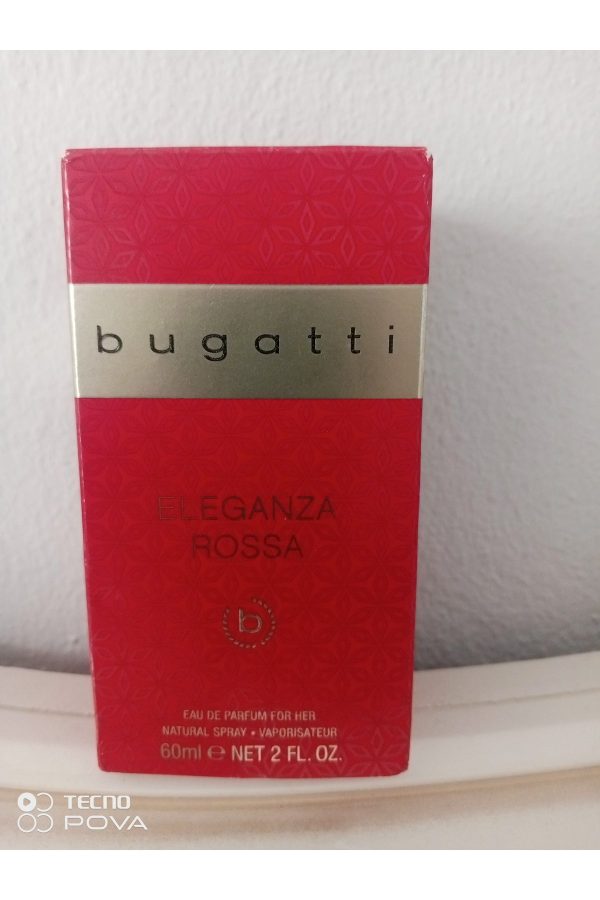 bugatti
ELEGANZA
ROSSA
b
EAU DE PARFUM FOR HER
NATURAL SPRAY • VAPORISATEUR
60ml ℮ NET 2 FL. OZ.
TECNO
POVA